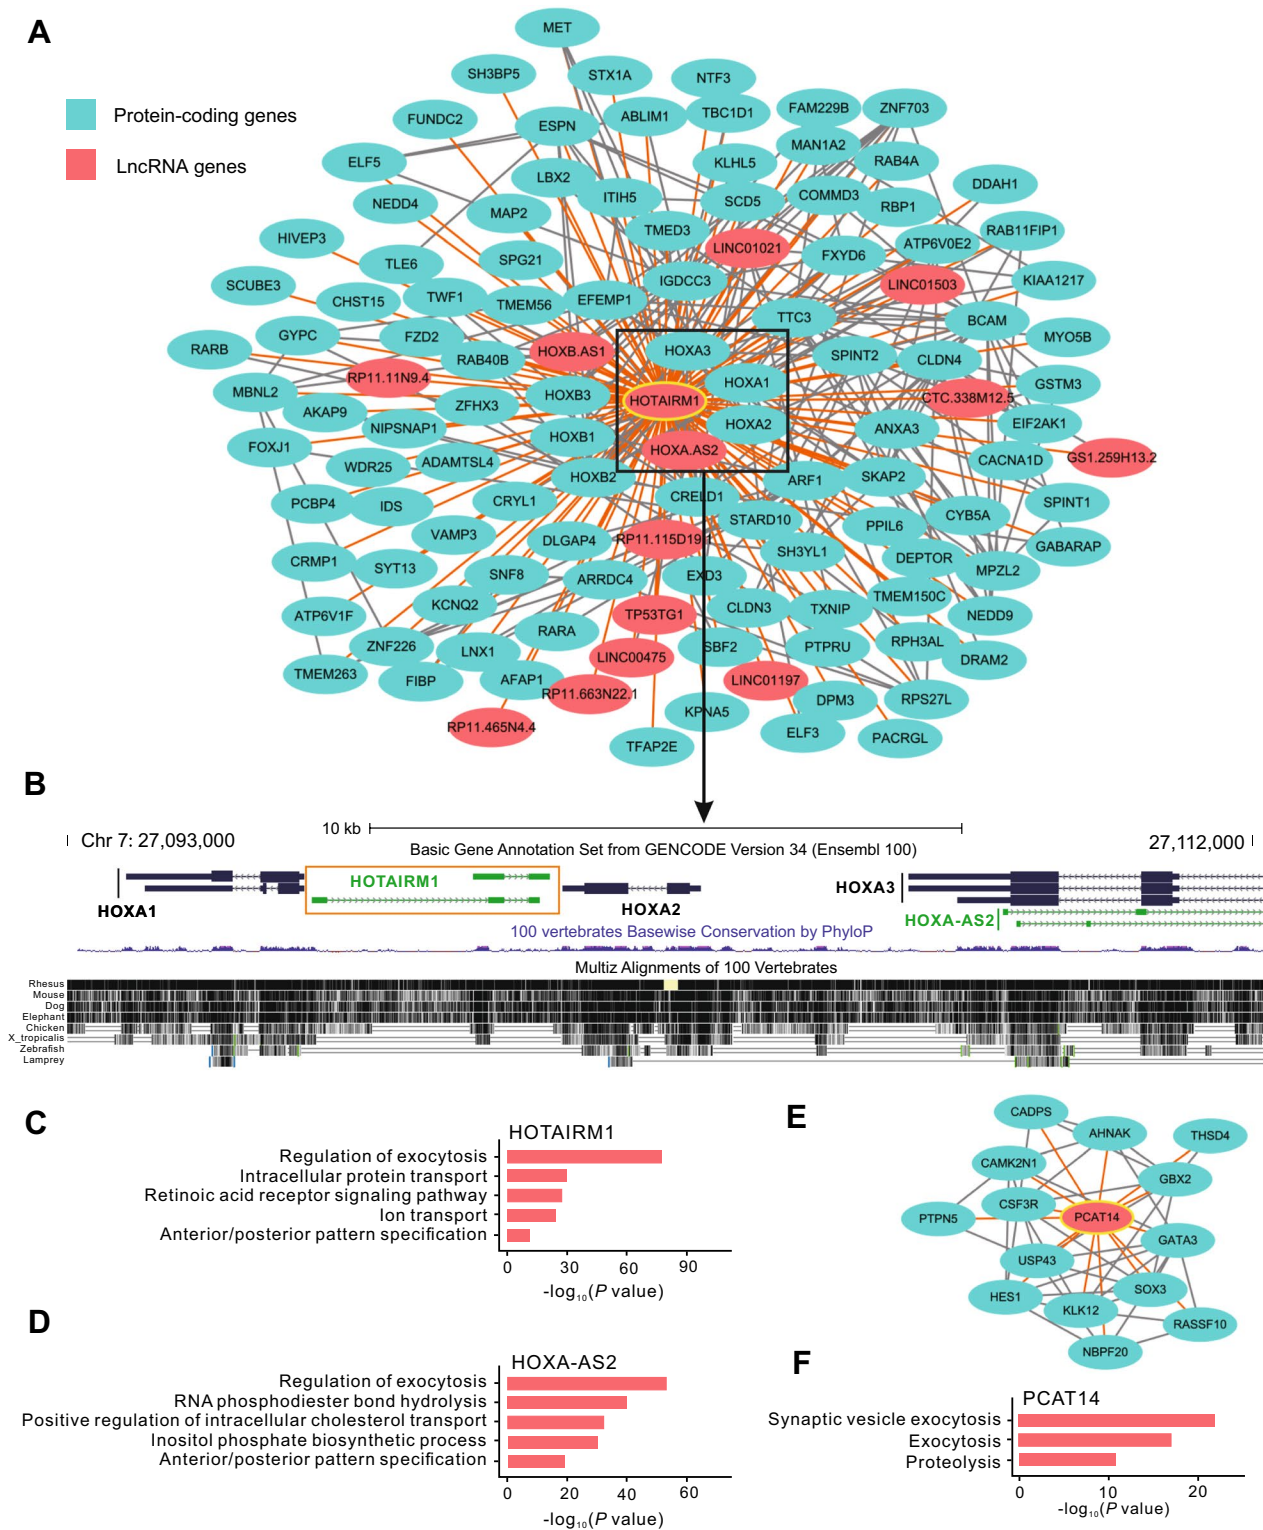 A
Protein-coding genes
LncRNA genes
MET
SH3BP5
STX1A
NTF3
FUNDC2
ESPN
ABLIM1
TBC1D1
FAM229B
ZNF703
ELF5
KLHL5
MAN1A2
RAB4A
NEDD4
LBX2
ITIH5
SCD5
COMMD3
RBP1
DDAH1
HIVEP3
MAP2
TMED3
LINC01021
FXYD6
ATP6V0E2
RAB11FIP1
SCUBE3
TLE6
SPG21
IGDCC3
LINC01503
KIAA1217
CHST15
TWF1
TMEM56
EFEMP1
TTC3
BCAM
RARB
GYPC
FZD2
RAB40B
HOXB.AS1
HOXA3
SPINT2
CLDN4
MYO5B
MBNL2
RP11.11N9.4
AKAP9
ZFHX3
HOXB3
HOTAIRM1
HOXA1
CTC.338M12.5
GSTM3
FOXJ1
NIPSNAP1
HOXB1
HOXA2
ANXA3
EIF2AK1
WDR25
ADAMTSL4
HOXA.AS2
CACNA1D
GS1.259H13.2
PCBP4
IDS
CRYL1
HOXB2
CRELD1
ARF1
SKAP2
SPINT1
VAMP3
DLGAP4
RP11.115D19.1
STARD10
PPIL6
CYB5A
GABARAP
CRMP1
SYT13
SNF8
ARRDC4
EXD3
SH3YL1
DEPTOR
MPZL2
ATP6V1F
KCNQ2
RARA
TP53TG1
CLDN3
TXNIP
TMEM150C
NEDD9
TMEM263
ZNF226
LNX1
LINC00475
SBF2
PTPRU
RPH3AL
DRAM2
FIBP
AFAP1
RP11.663N22.1
LINC01197
DPM3
RPS27L
RP11.465N4.4
TFAP2E
KPNA5
ELF3
PACRGL
B
Chr 7: 27,093,000
10 kb
27,112,000
Basic Gene Annotation Set from GENCODE Version 34 (Ensembl 100)
HOXA1
HOTAIRM1
HOXA2
HOXA3
HOXA-AS2
100 vertebrates Basewise Conservation by PhyloP
Multiz Alignments of 100 Vertebrates
Rhesus
Mouse
Dog
Elephant
Chicken
X_tropicalis
Zebrafish
Lamprey
C
HOTAIRM1
Regulation of exocytosis
Intracellular protein transport
Retinoic acid receptor signaling pathway
Ion transport
Anterior/posterior pattern specification
0 30 60 90
-log₁₀(P value)
D
HOXA-AS2
Regulation of exocytosis
RNA phosphodiester bond hydrolysis
Positive regulation of intracellular cholesterol transport
Inositol phosphate biosynthetic process
Anterior/posterior pattern specification
0 20 40 60
-log₁₀(P value)
E
CADPS
AHNAK
THSD4
CAMK2N1
GBX2
CSF3R
PTPN5
PCAT14
GATA3
USP43
HES1
SOX3
KLK12
RASSF10
NBPF20
F
PCAT14
Synaptic vesicle exocytosis
Exocytosis
Proteolysis
0 10 20
-log₁₀(P value)